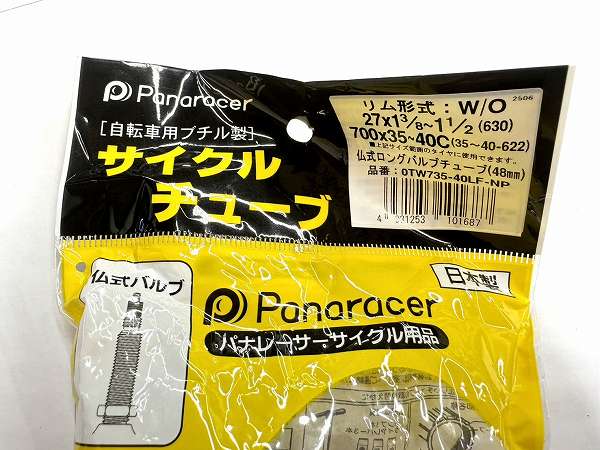 Panaracer
[自転車用ブチル製]
サイクル
チューブ
2506
リム形式:W/O
27x1³/₈~1¹/₂(630)
700x35~40C(35~40-622)
■上記サイズ範囲のタイヤに使用できます。
仏式ロングバルブチューブ(48mm)
品番:0TW735-40LF-NP
101687
日本製
仏式バルブ
Panaracer
パナレーサーサイクル用品